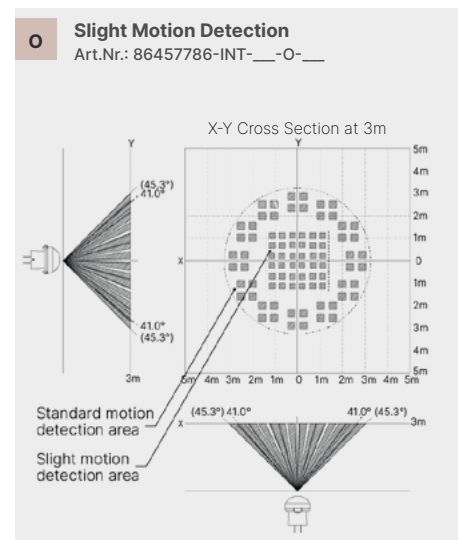 O
Slight Motion Detection
Art.Nr.: 86457786-INT-___-O-___
X-Y Cross Section at 3m
Y
Y
5m
4m
3m
2m
1m
0
1m
2m
3m
4m
5m
(45.3°)
41.0°
X
41.0°
(45.3°)
3m
5m 4m 3m 2m 1m 0 1m 2m 3m 4m 5m
Standard motion
detection area
Slight motion
detection area
X
(45.3°) 41.0°
41.0° (45.3°)
3m